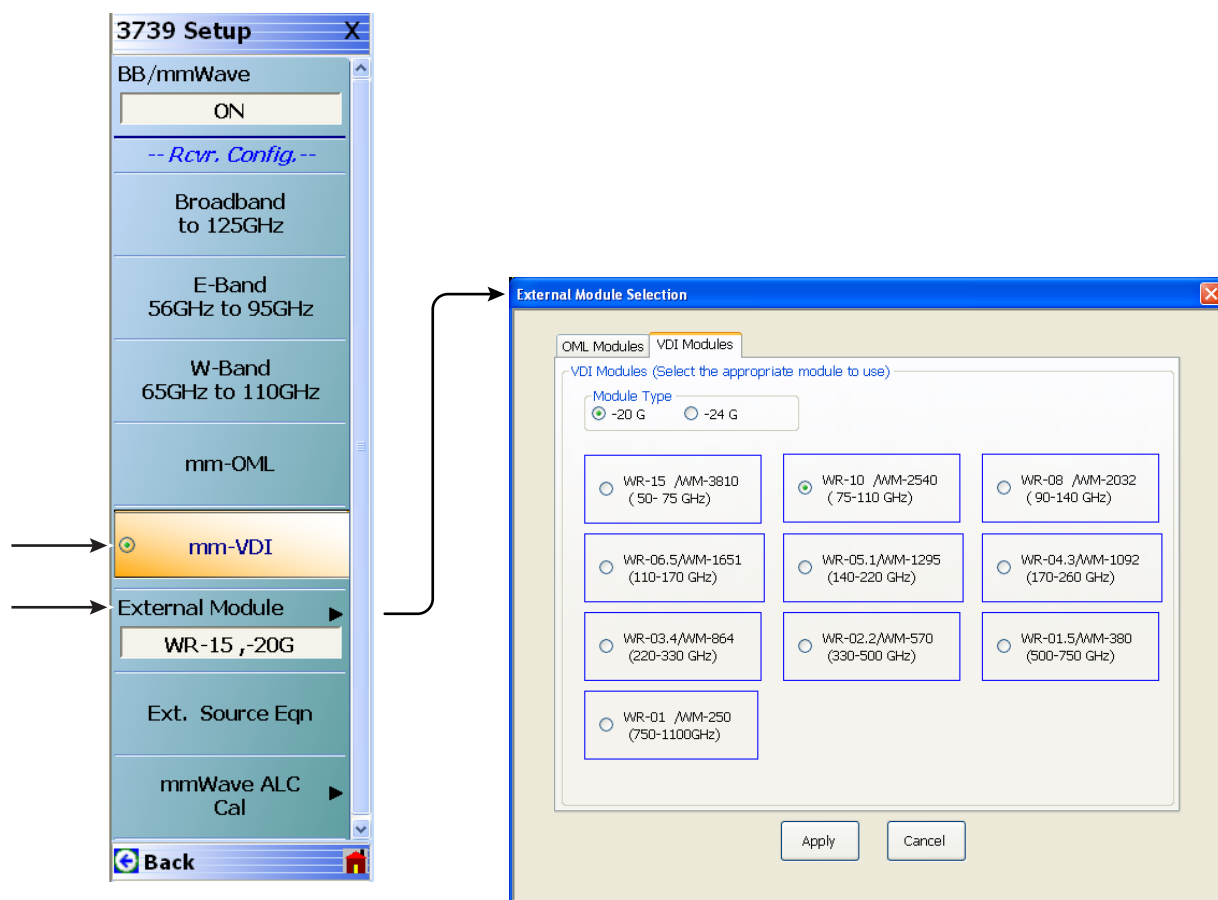 3739 Setup X
BB/mmWave
ON
-- Rcvr. Config.--
Broadband
to 125GHz
E-Band
56GHz to 95GHz
W-Band
65GHz to 110GHz
mm-OML
mm-VDI
External Module
WR-15 ,-20G
Ext. Source Eqn
mmWave ALC
Cal
Back
External Module Selection
OML Modules VDI Modules
VDI Modules (Select the appropriate module to use)
Module Type
-20 G -24 G
WR-15 /WM-3810
( 50- 75 GHz)
WR-10 /WM-2540
( 75-110 GHz)
WR-08 /WM-2032
( 90-140 GHz)
WR-06.5/WM-1651
(110-170 GHz)
WR-05.1/WM-1295
(140-220 GHz)
WR-04.3/WM-1092
(170-260 GHz)
WR-03.4/WM-864
(220-330 GHz)
WR-02.2/WM-570
(330-500 GHz)
WR-01.5/WM-380
(500-750 GHz)
WR-01 /WM-250
(750-1100GHz)
Apply Cancel